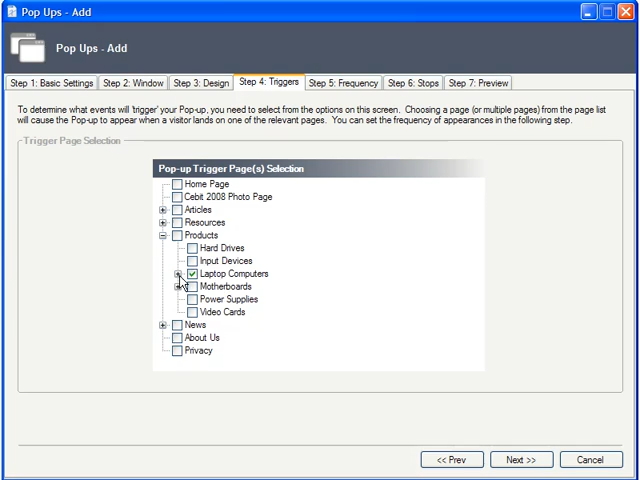 Pop Ups - Add
Pop Ups - Add
Step 1: Basic Settings Step 2: Window Step 3: Design Step 4: Triggers Step 5: Frequency Step 6: Stops Step 7: Preview
To determine what events will 'trigger' your Pop-up, you need to select from the options on this screen. Choosing a page (or multiple pages) from the page list
will cause the Pop-up to appear when a visitor lands on one of the relevant pages. You can set the frequency of appearances in the following step.
Trigger Page Selection
Pop-up Trigger Page(s) Selection
Home Page
Cebit 2008 Photo Page
Articles
Resources
Products
Hard Drives
Input Devices
Laptop Computers
Motherboards
Power Supplies
Video Cards
News
About Us
Privacy
<< Prev Next >> Cancel